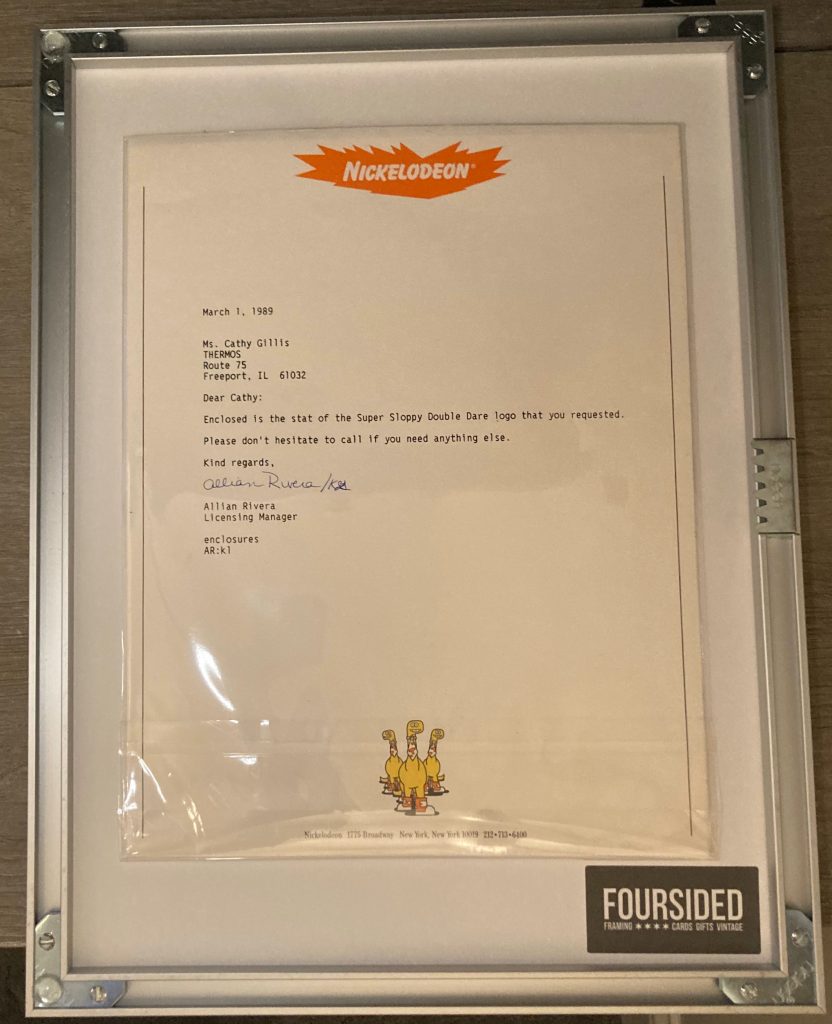 NICKELODEON®
March 1, 1989
Ms. Cathy Gillis
THERMOS
Route 75
Freeport, IL 61032
Dear Cathy:
Enclosed is the stat of the Super Sloppy Double Dare logo that you requested.
Please don't hesitate to call if you need anything else.
Kind regards,
Allian Rivera/kl
Allian Rivera
Licensing Manager
enclosures
AR:kl
Nickelodeon 1775 Broadway New York, New York 10019 212•713•6400
FOURSIDED
FRAMING ★★★★ CARDS GIFTS VINTAGE